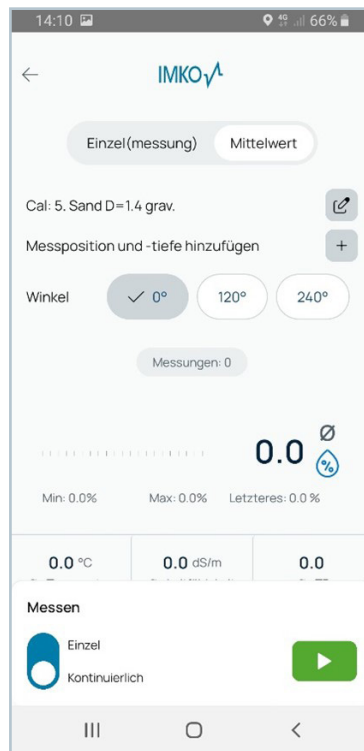 14:10 4G 66%
IMKO
Einzel(messung) Mittelwert
Cal: 5. Sand D=1.4 grav.
Messposition und -tiefe hinzufügen +
Winkel 0° 120° 240°
Messungen: 0
0.0 Ø %
Min: 0.0% Max: 0.0% Letzteres: 0.0 %
0.0 °C 0.0 dS/m 0.0
Messen
Einzel
Kontinuierlich